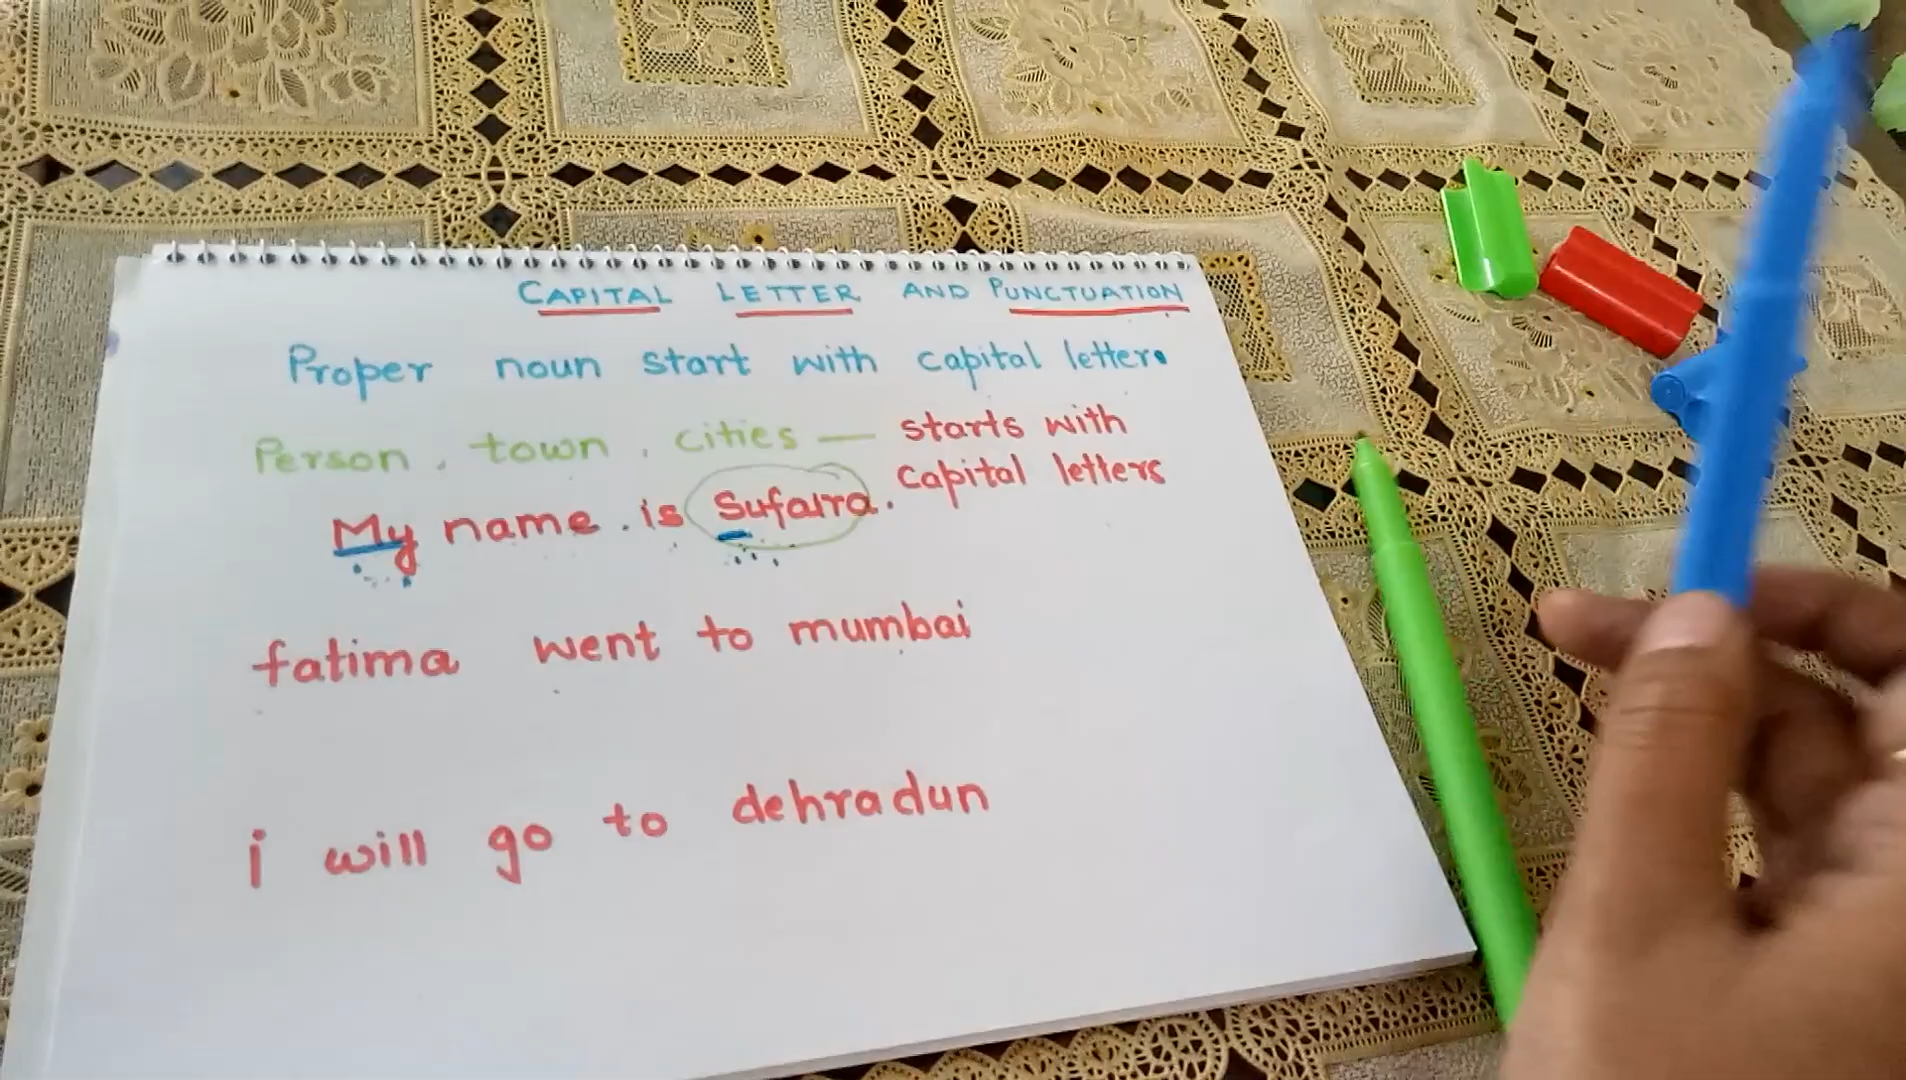 CAPITAL LETTER AND PUNCTUATION
Proper noun start with capital letter.
Person, town, cities — starts with
capital letters
My name is Sufairra.
fatima went to mumbai
i will go to dehradun